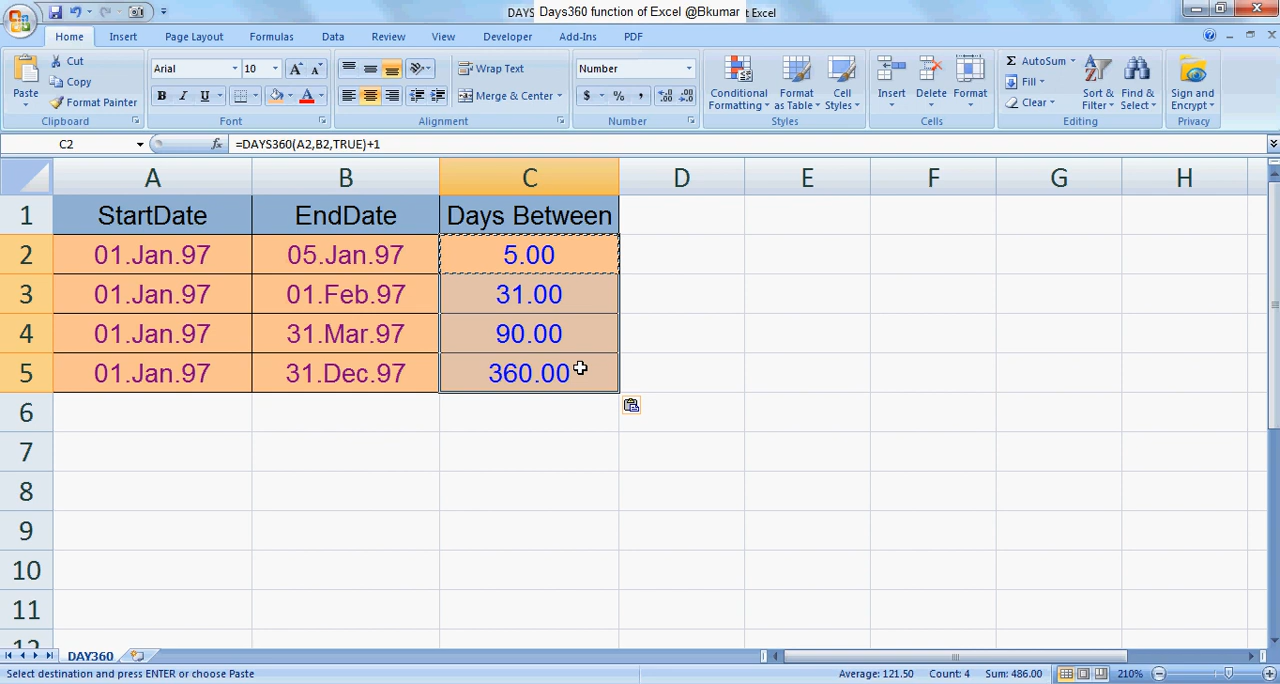 DAYS Days360 function of Excel @Bkumar t Excel
Home Insert Page Layout Formulas Data Review View Developer Add-Ins PDF
Paste Cut Copy Format Painter
Clipboard
Arial 10
B I U
Font
Wrap Text
Merge & Center
Alignment
Number
$ % ,
Number
Conditional Formatting Format as Table Cell Styles
Styles
Insert Delete Format
Cells
Σ AutoSum
Fill
Clear
Sort & Filter Find & Select
Editing
Sign and Encrypt
Privacy
C2 fx =DAYS360(A2,B2,TRUE)+1
A B C D E F G H
1 StartDate EndDate Days Between
2 01.Jan.97 05.Jan.97 5.00
3 01.Jan.97 01.Feb.97 31.00
4 01.Jan.97 31.Mar.97 90.00
5 01.Jan.97 31.Dec.97 360.00
6
7
8
9
10
11
12
DAY360
Select destination and press ENTER or choose Paste Average: 121.50 Count: 4 Sum: 486.00 210%